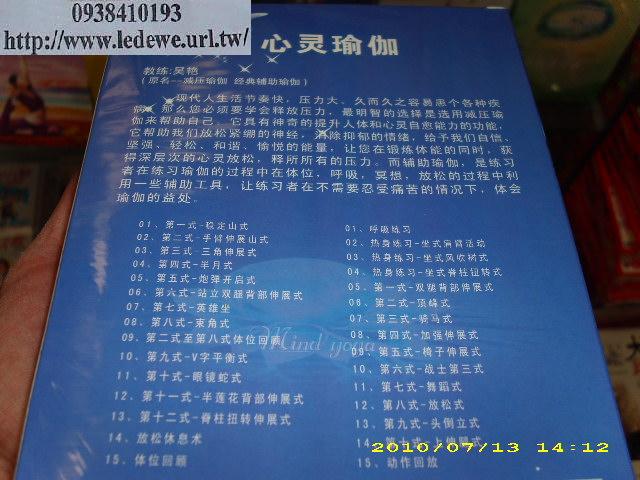 0938410193
http://www.ledewe.url.tw/
心灵瑜伽
教练:吴艳
(原名--减压瑜伽 经典辅助瑜伽)
现代人生活节奏快，压力大。久而久之容易患个各种疾
病。那么您必须要学会释放压力，最明智的选择是选用减压瑜
伽来帮助自己。它具有神奇的提升人体和心灵自愈能力的功能，
它帮助我们放松紧绷的神经，消除抑郁的情绪，给予我们自信、
坚强、轻松、和谐、愉悦的能量，让您在锻炼体能的同时，获
得深层次的心灵放松，释所所有的压力。而辅助瑜伽，是练习
者在练习瑜伽的过程中在体位，呼吸，冥想，放松的过程中利
用一些辅助工具，让练习者在不需要忍受痛苦的情况下，体会
瑜伽的益处。
01、第一式-稳定山式
02、第二式-手臂伸展山式
03、第三式-三角伸展式
04、第四式-半月式
05、第五式-炮弹开启式
06、第六式-站立双腿背部伸展式
07、第七式-英雄坐
08、第八式-束角式
09、第二式至第八式体位回顾
10、第九式-V字平衡式
11、第十式-眼镜蛇式
12、第十一式-半莲花背部伸展式
13、第十二式-脊柱扭转伸展式
14、放松休息术
15、体位回顾
01、呼吸练习
02、热身练习-坐式肩臂活动
03、热身练习-坐式风吹树式
04、热身练习-坐式脊柱扭转式
05、第一式-双腿背部伸展式
06、第二式-顶峰式
07、第三式-骑马式
08、第四式-加强伸展式
09、第五式-椅子伸展式
10、第六式-战士第三式
11、第七式-舞蹈式
12、第八式-放松式
13、第九式-头倒立式
14、第十式-上伸腿式
15、动作回放
Mind yoga
2010/07/13 14:12